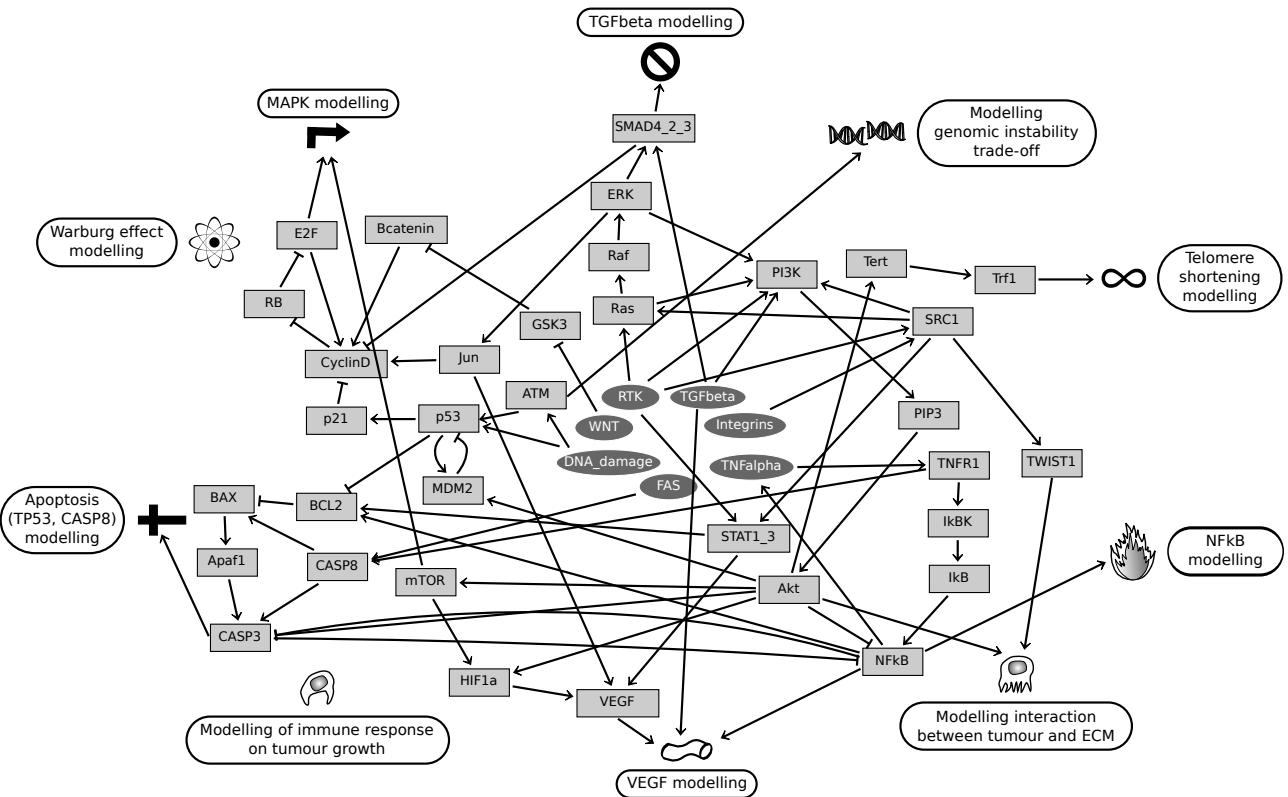 TGFbeta modelling
MAPK modelling
SMAD4_2_3
Modelling
genomic instability
trade-off
ERK
Warburg effect
modelling
E2F
Bcatenin
Raf
PI3K
Tert
Trf1
Telomere
shortening
modelling
RB
GSK3
Ras
SRC1
CyclinD
Jun
ATM
RTK
TGFbeta
p21
p53
WNT
Integrins
PIP3
DNA_damage
TNFalpha
TNFR1
TWIST1
MDM2
FAS
Apoptosis
(TP53, CASP8)
modelling
BAX
BCL2
IkBK
STAT1_3
NFkB
modelling
Apaf1
CASP8
mTOR
Akt
IkB
CASP3
NFkB
HIF1a
VEGF
Modelling of immune response
on tumour growth
Modelling interaction
between tumour and ECM
VEGF modelling